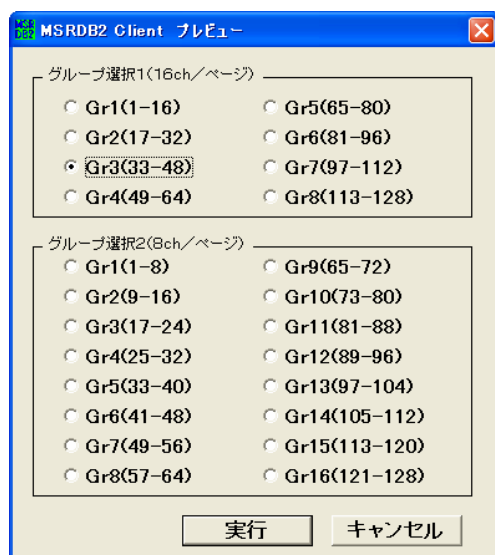 MSR DB2 MSRDB2 Client プレビュー
グループ選択1(16ch/ページ)
Gr1(1-16) Gr5(65-80)
Gr2(17-32) Gr6(81-96)
Gr3(33-48) Gr7(97-112)
Gr4(49-64) Gr8(113-128)
グループ選択2(8ch/ページ)
Gr1(1-8) Gr9(65-72)
Gr2(9-16) Gr10(73-80)
Gr3(17-24) Gr11(81-88)
Gr4(25-32) Gr12(89-96)
Gr5(33-40) Gr13(97-104)
Gr6(41-48) Gr14(105-112)
Gr7(49-56) Gr15(113-120)
Gr8(57-64) Gr16(121-128)
実行 キャンセル